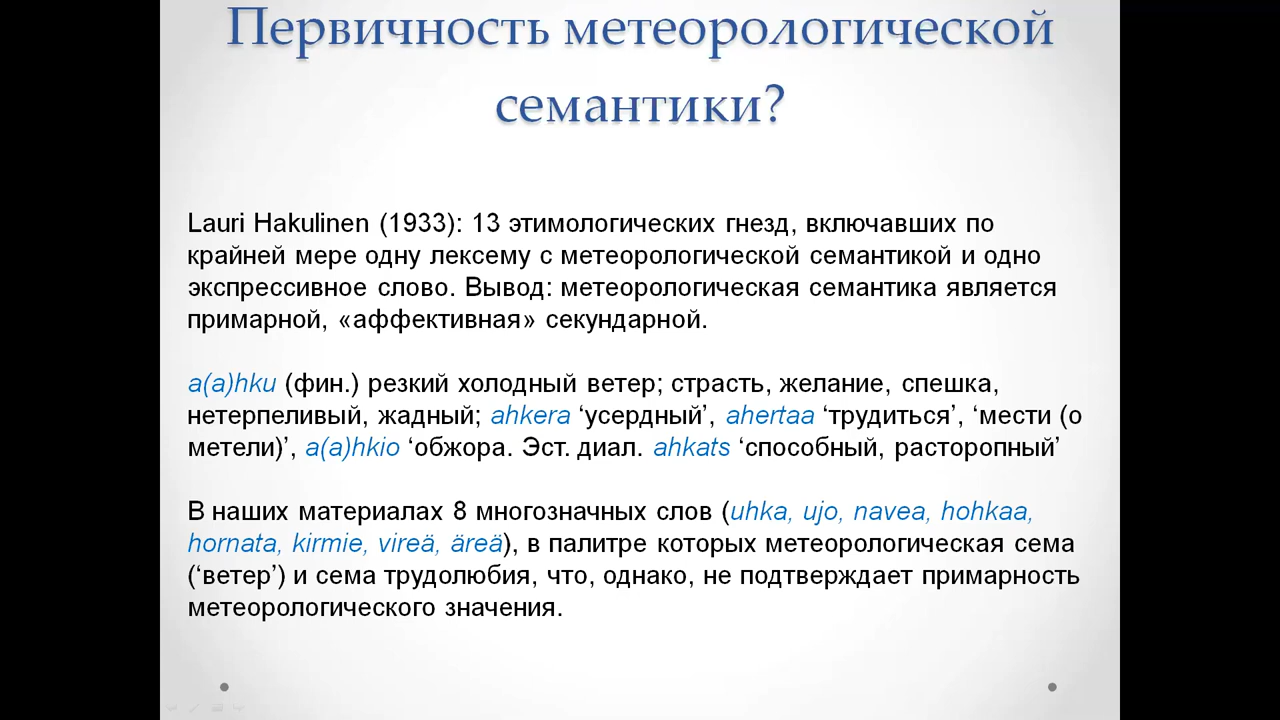 Первичность метеорологической
семантики?
Lauri Hakulinen (1933): 13 этимологических гнезд, включавших по
крайней мере одну лексему с метеорологической семантикой и одно
экспрессивное слово. Вывод: метеорологическая семантика является
примарной, «аффективная» секундарной.
a(a)hku (фин.) резкий холодный ветер; страсть, желание, спешка,
нетерпеливый, жадный; ahkera ‘усердный’, ahertaa ‘трудиться’, ‘мести (о
метели)’, a(a)hkio ‘обжора. Эст. диал. ahkats ‘способный, расторопный’
В наших материалах 8 многозначных слов (uhka, ujo, navea, hohkaa,
hornata, kirmie, vireä, äreä), в палитре которых метеорологическая сема
(‘ветер’) и сема трудолюбия, что, однако, не подтверждает примарность
метеорологического значения.